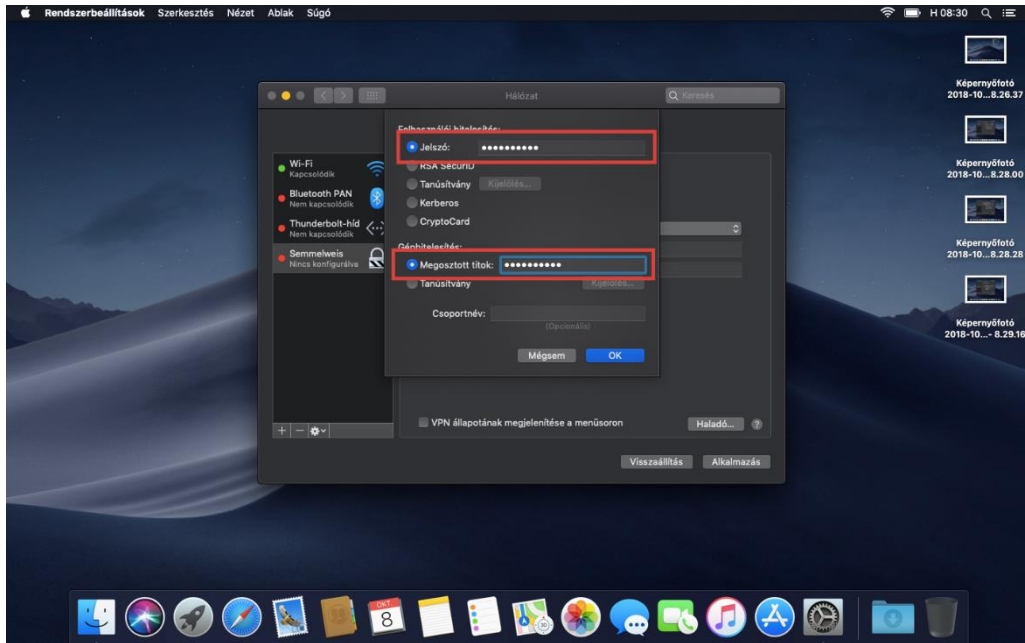 Rendszerbeállítások Szerkesztés Nézet Ablak Súgó H 08:30
Képernyőfotó
2018-10...8.26.37
Képernyőfotó
2018-10...8.28.00
Képernyőfotó
2018-10...8.28.28
Képernyőfotó
2018-10...- 8.29.16
Hálózat
Keresés
Wi-Fi
Kapcsolódik
Bluetooth PAN
Nem kapcsolódik
Thunderbolt-híd
Nem kapcsolódik
Semmelweis
Nincs konfigurálva
Felhasználói hitelesítés:
Jelszó: ••••••••••
RSA SecurID
Tanúsítvány Kijelölés...
Kerberos
CryptoCard
Géphitelesítés:
Megosztott titok: ••••••••••
Tanúsítvány Kijelölés...
Csoportnév:
(Opcionális)
Mégsem OK
VPN állapotának megjelenítése a menüsoron Haladó... ?
Visszaállítás Alkalmazás
OKT.
8